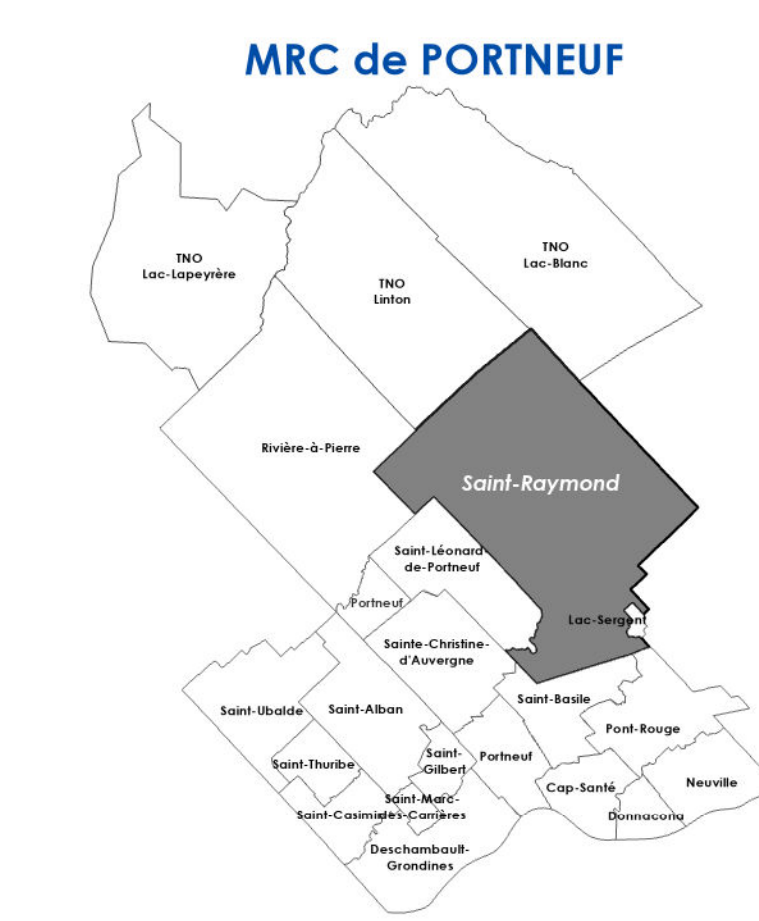 MRC de PORTNEUF
TNO
Lac-Lapeyrère
TNO
Linton
TNO
Lac-Blanc
Rivière-à-Pierre
Saint-Raymond
Saint-Léonard-
de-Portneuf
Portneuf
Lac-Sergent
Sainte-Christine-
d'Auvergne
Saint-Basile
Saint-Ubalde
Saint-Alban
Pont-Rouge
Saint-Thuribe
Saint-
Gilbert
Portneuf
Cap-Santé
Neuville
Saint-Casimir
Saint-Marc-
des-Carrières
Donnacona
Deschambault-
Grondines